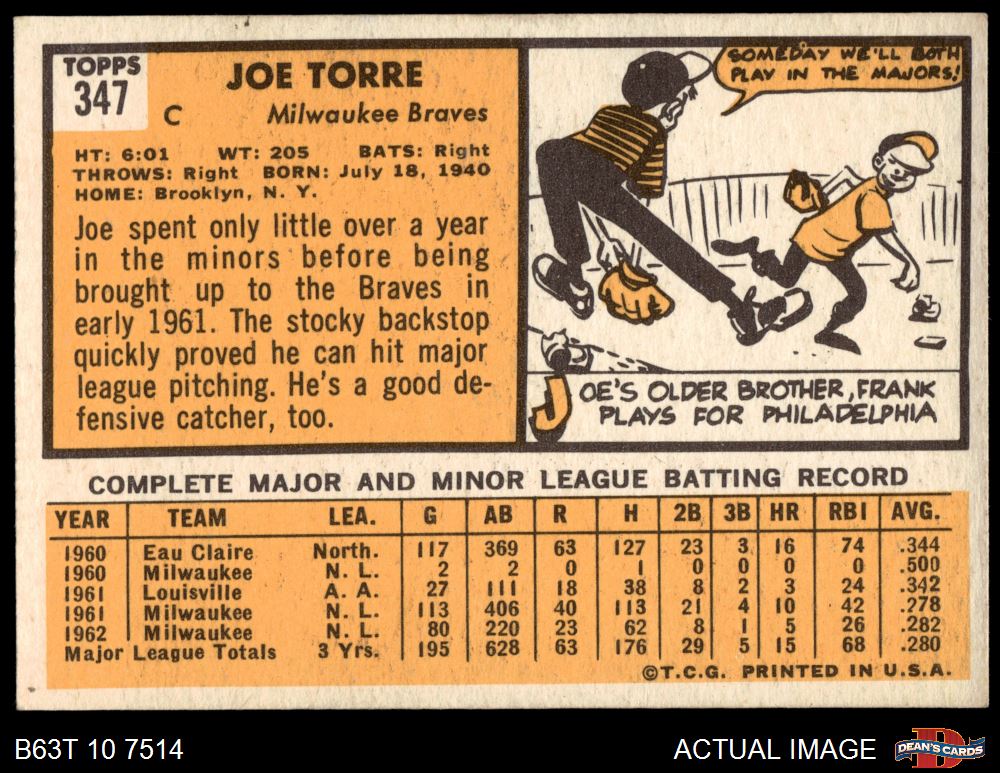 TOPPS
347
JOE TORRE
C
Milwaukee Braves
HT: 6:01 WT: 205 BATS: Right
THROWS: Right BORN: July 18, 1940
HOME: Brooklyn, N. Y.
Joe spent only little over a year
in the minors before being
brought up to the Braves in
early 1961. The stocky backstop
quickly proved he can hit major
league pitching. He's a good de-
fensive catcher, too.
SOMEDAY WE'LL BOTH
PLAY IN THE MAJORS!
JOE'S OLDER BROTHER, FRANK
PLAYS FOR PHILADELPHIA
COMPLETE MAJOR AND MINOR LEAGUE BATTING RECORD
YEAR TEAM LEA. G AB R H 2B 3B HR RBI AVG.
1960 Eau Claire North. 117 369 63 127 23 3 16 74 .344
1960 Milwaukee N. L. 2 2 0 1 0 0 0 0 .500
1961 Louisville A. A. 27 111 18 38 8 2 3 24 .342
1961 Milwaukee N. L. 113 406 40 113 21 4 10 42 .278
1962 Milwaukee N. L. 80 220 23 62 8 1 5 26 .282
Major League Totals 3 Yrs. 195 628 63 176 29 5 15 68 .280
©T.C.G. PRINTED IN U.S.A.
B63T 10 7514
ACTUAL IMAGE
D
DEAN'S CARDS